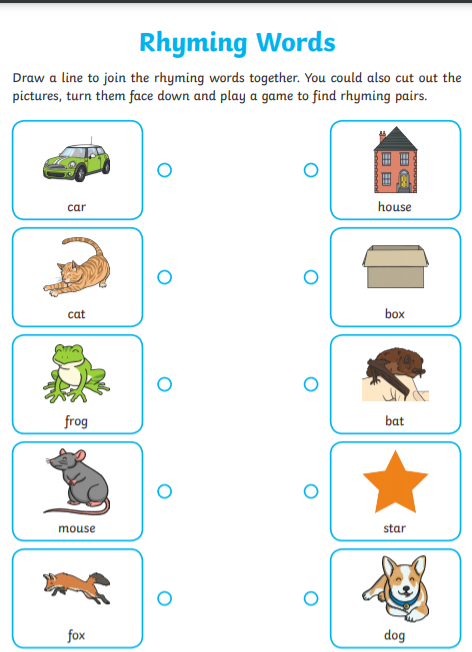 Rhyming Words
Draw a line to join the rhyming words together. You could also cut out the
pictures, turn them face down and play a game to find rhyming pairs.
car
house
cat
box
frog
bat
mouse
star
fox
dog